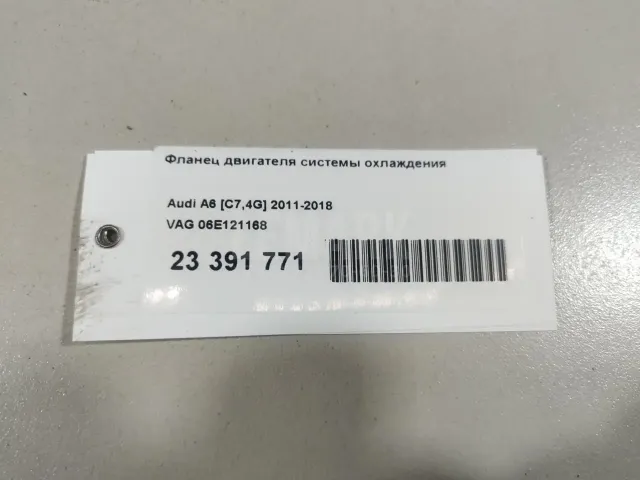 Фланец двигателя системы охлаждения
Audi A6 [C7,4G] 2011-2018
VAG 06E121168
23 391 771